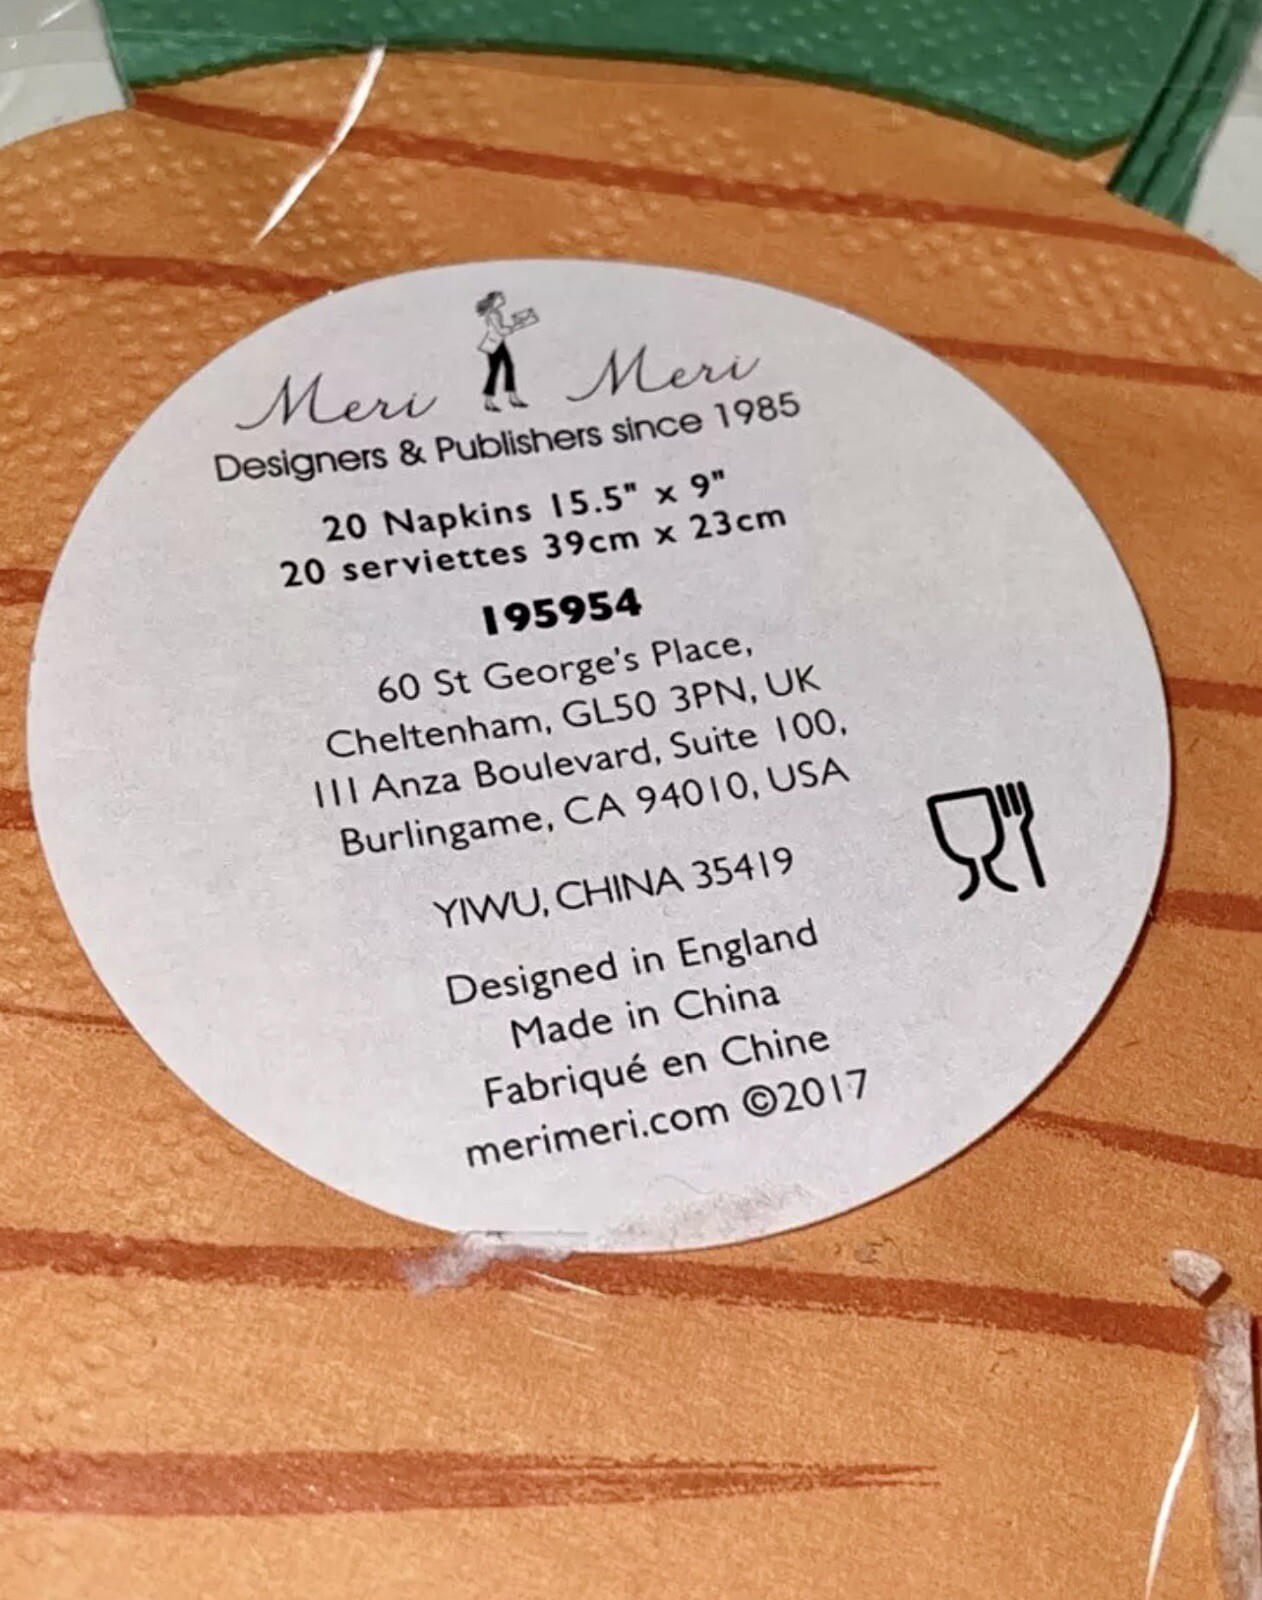 Meri Meri
Designers & Publishers since 1985
20 Napkins 15.5" x 9"
20 serviettes 39cm x 23cm
195954
60 St George's Place,
Cheltenham, GL50 3PN, UK
111 Anza Boulevard, Suite 100,
Burlingame, CA 94010, USA
YIWU, CHINA 35419
Designed in England
Made in China
Fabriqué en Chine
merimeri.com ©2017